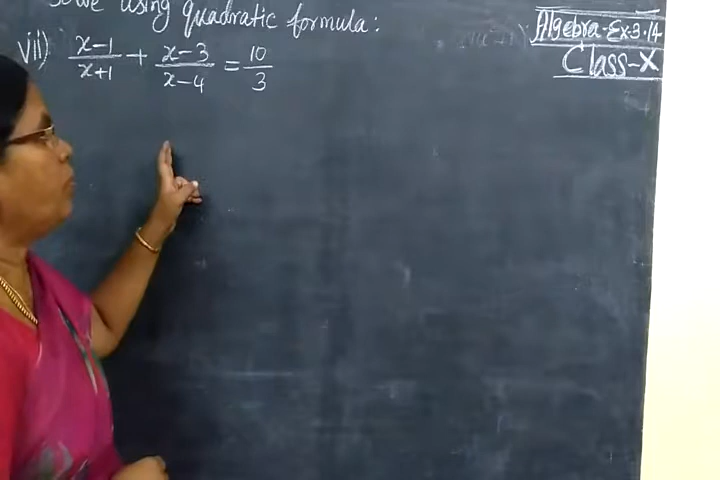 Solve using quadratic formula:
Algebra-Ex-3.14
Class-X
vii) x-1/x+1 + x-3/x-4 = 10/3